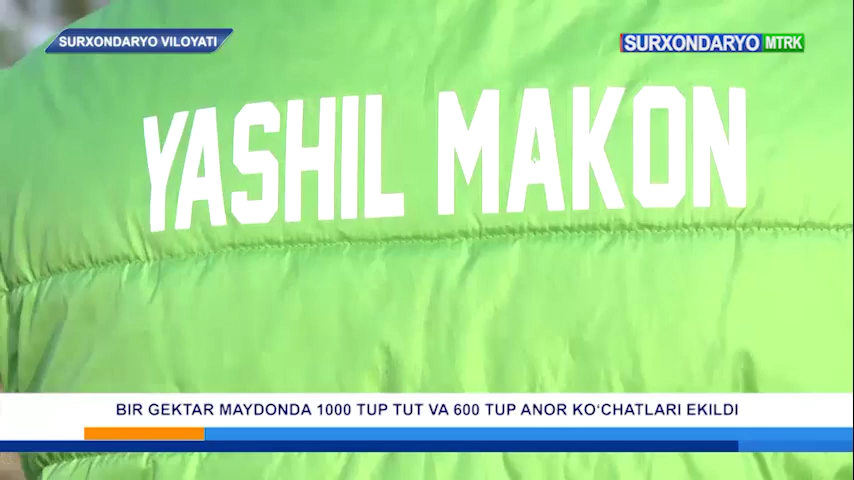 SURXONDARYO VILOYATI
SURXONDARYO MTRK
YASHIL MAKON
BIR GEKTAR MAYDONDA 1000 TUP TUT VA 600 TUP ANOR KO‘CHATLARI EKILDI